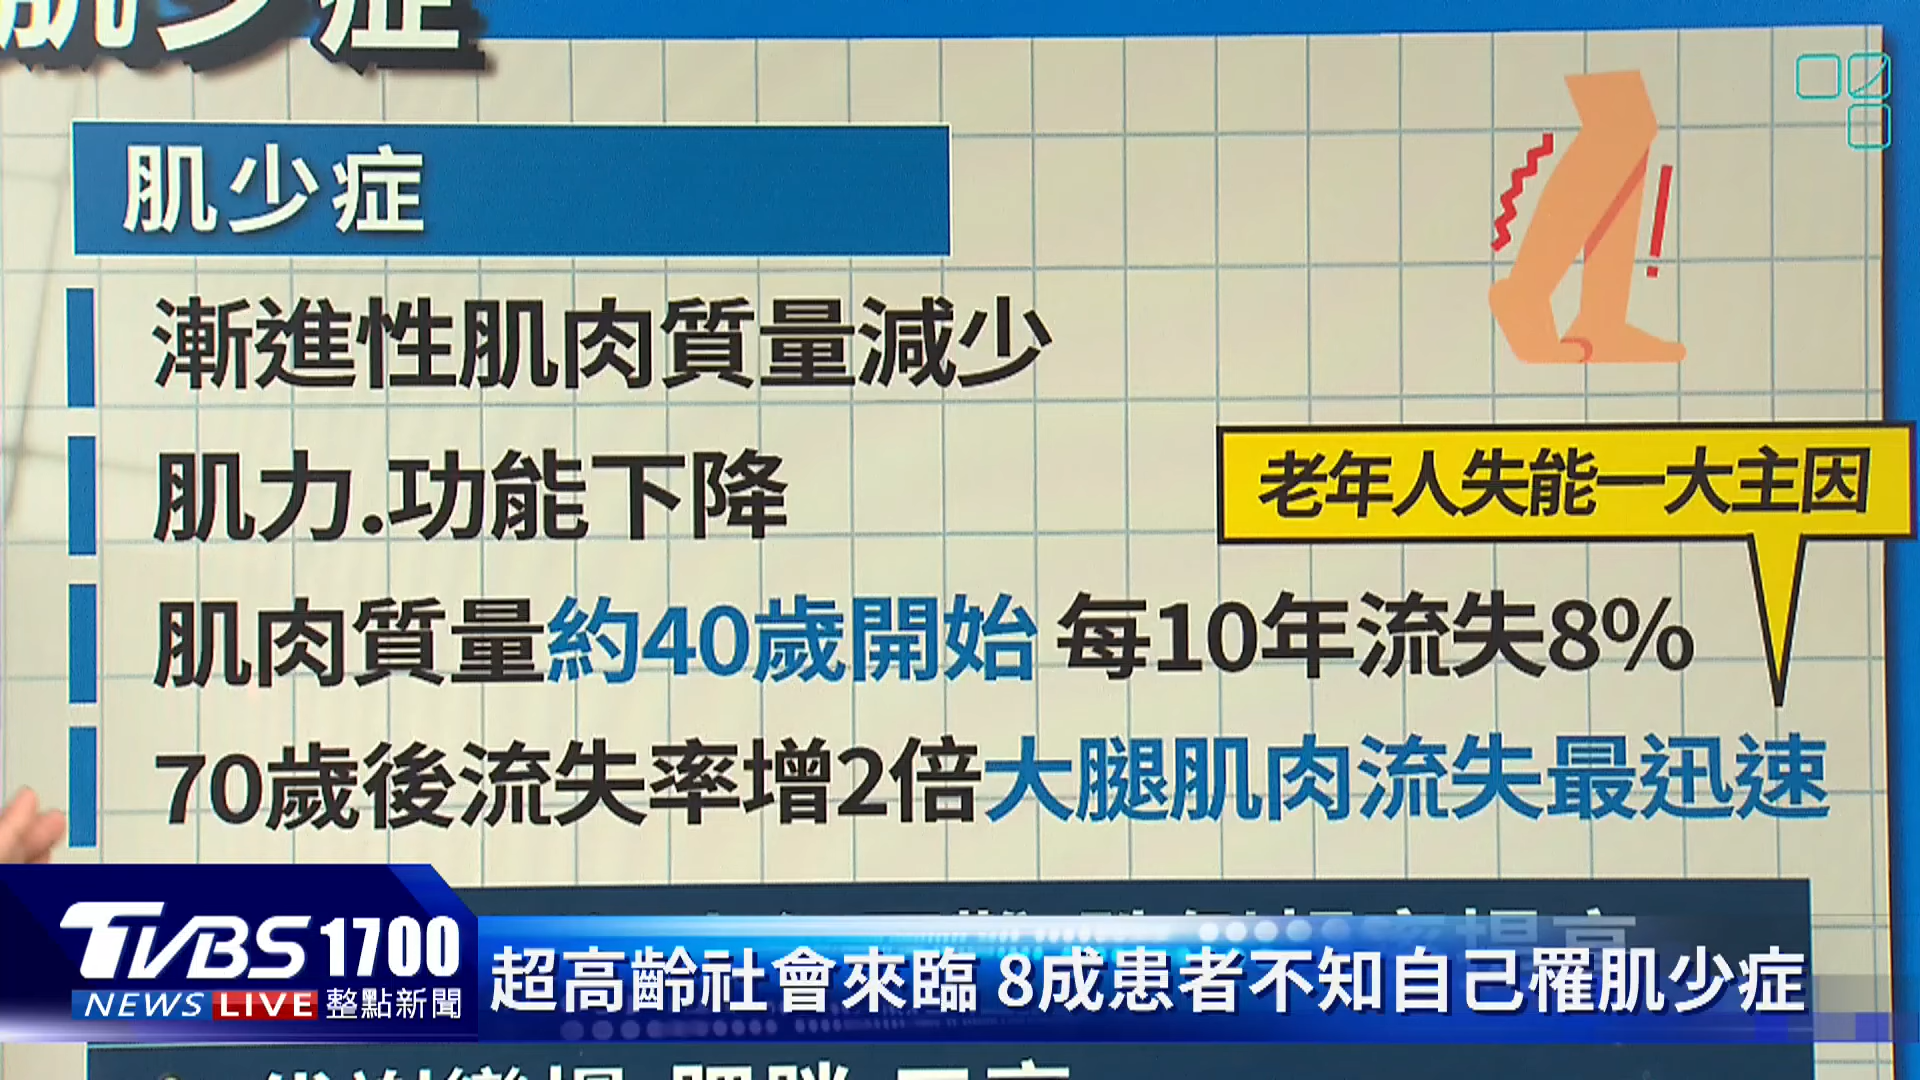 肌少症
肌少症
漸進性肌肉質量減少
肌力.功能下降
老年人失能一大主因
肌肉質量約40歲開始 每10年流失8%
70歲後流失率增2倍大腿肌肉流失最迅速
TVBS 1700
NEWS LIVE 整點新聞
超高齡社會來臨 8成患者不知自己罹肌少症